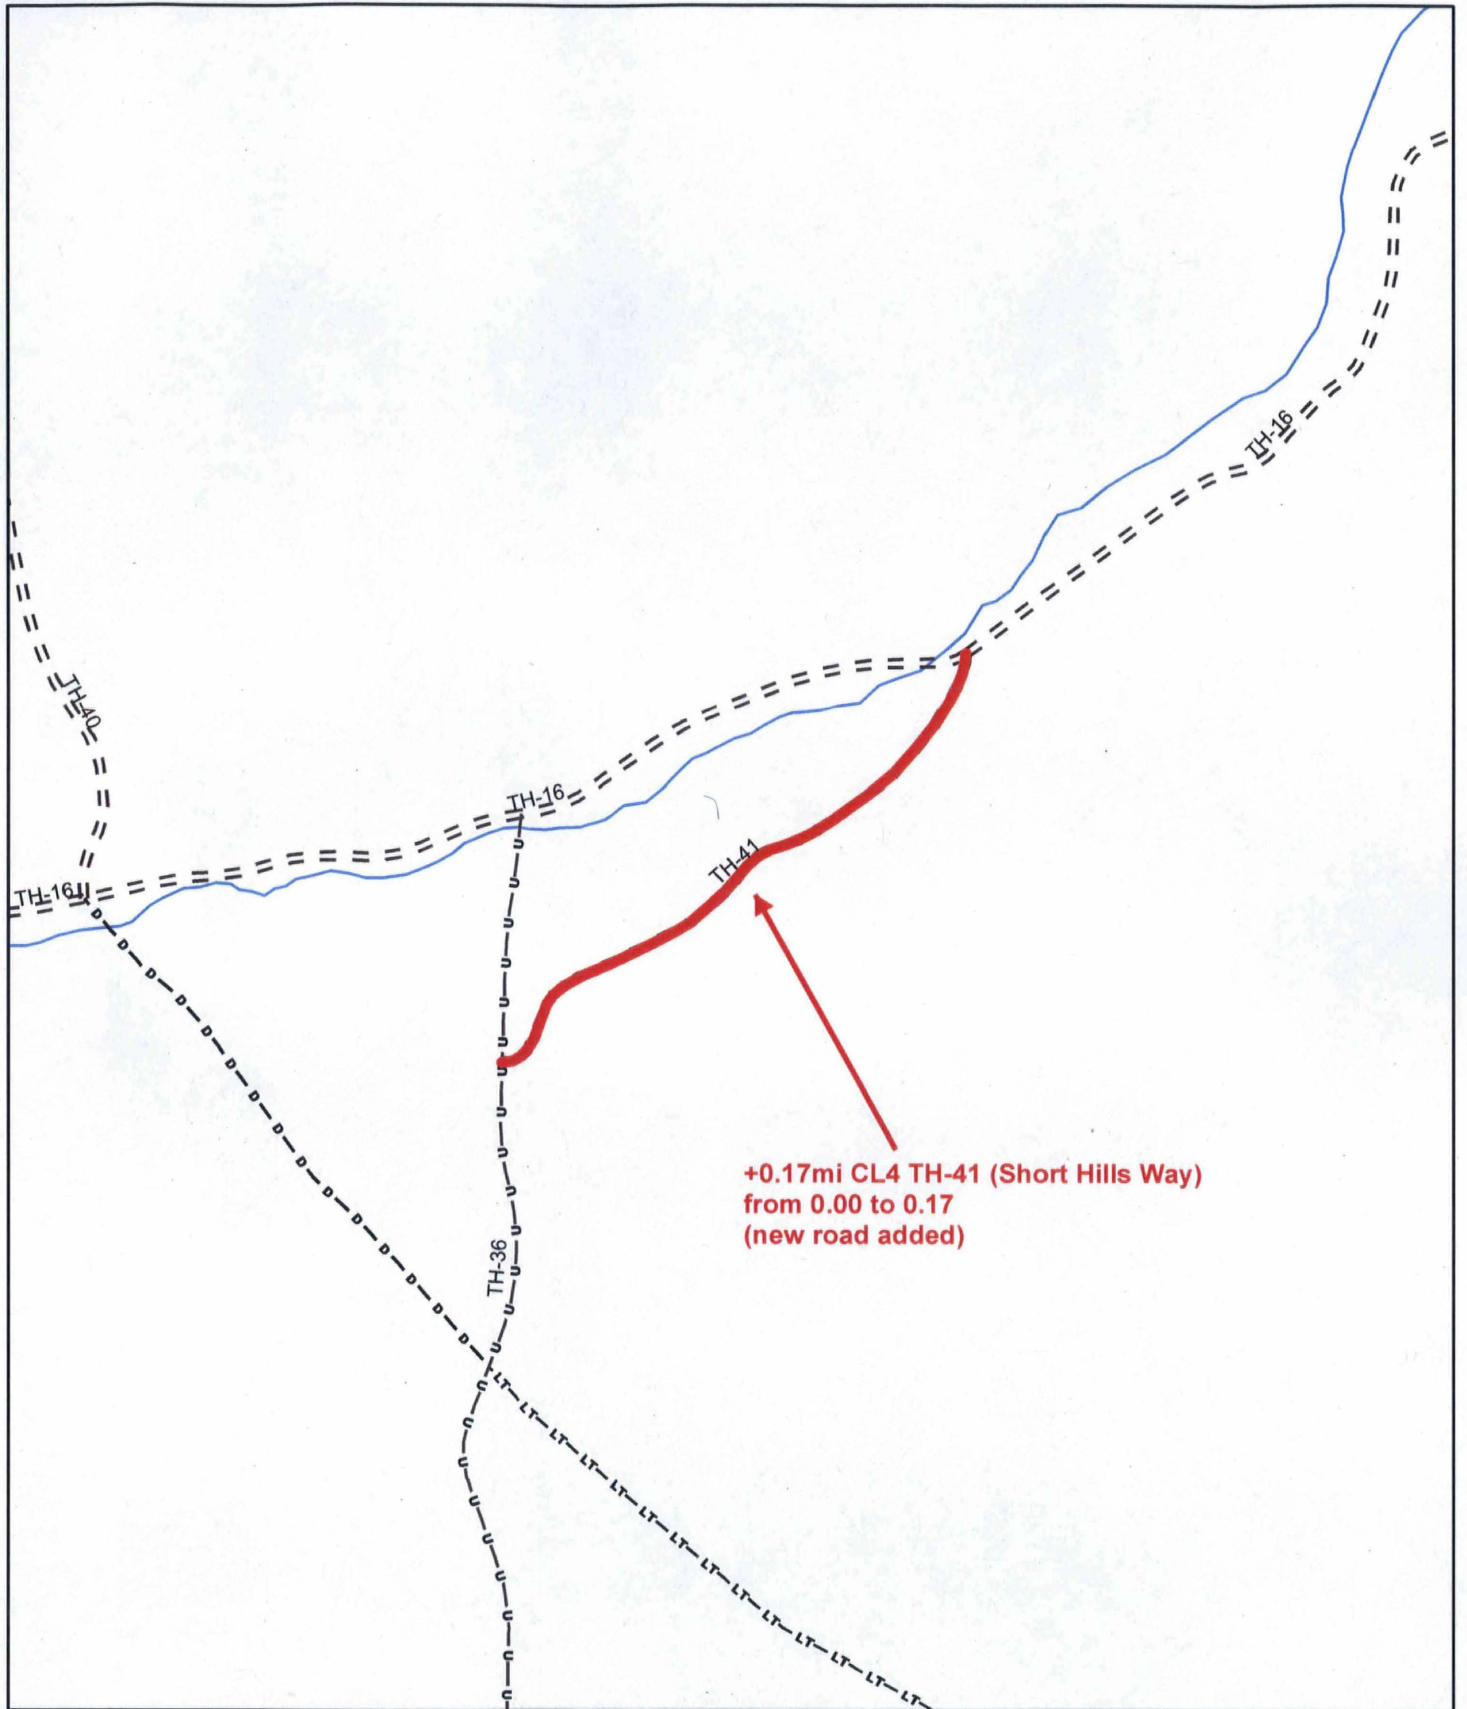 TH-16
TH-40
TH-16
TH-16
TH-41
+0.17mi CL4 TH-41 (Short Hills Way)
from 0.00 to 0.17
(new road added)
TH-36